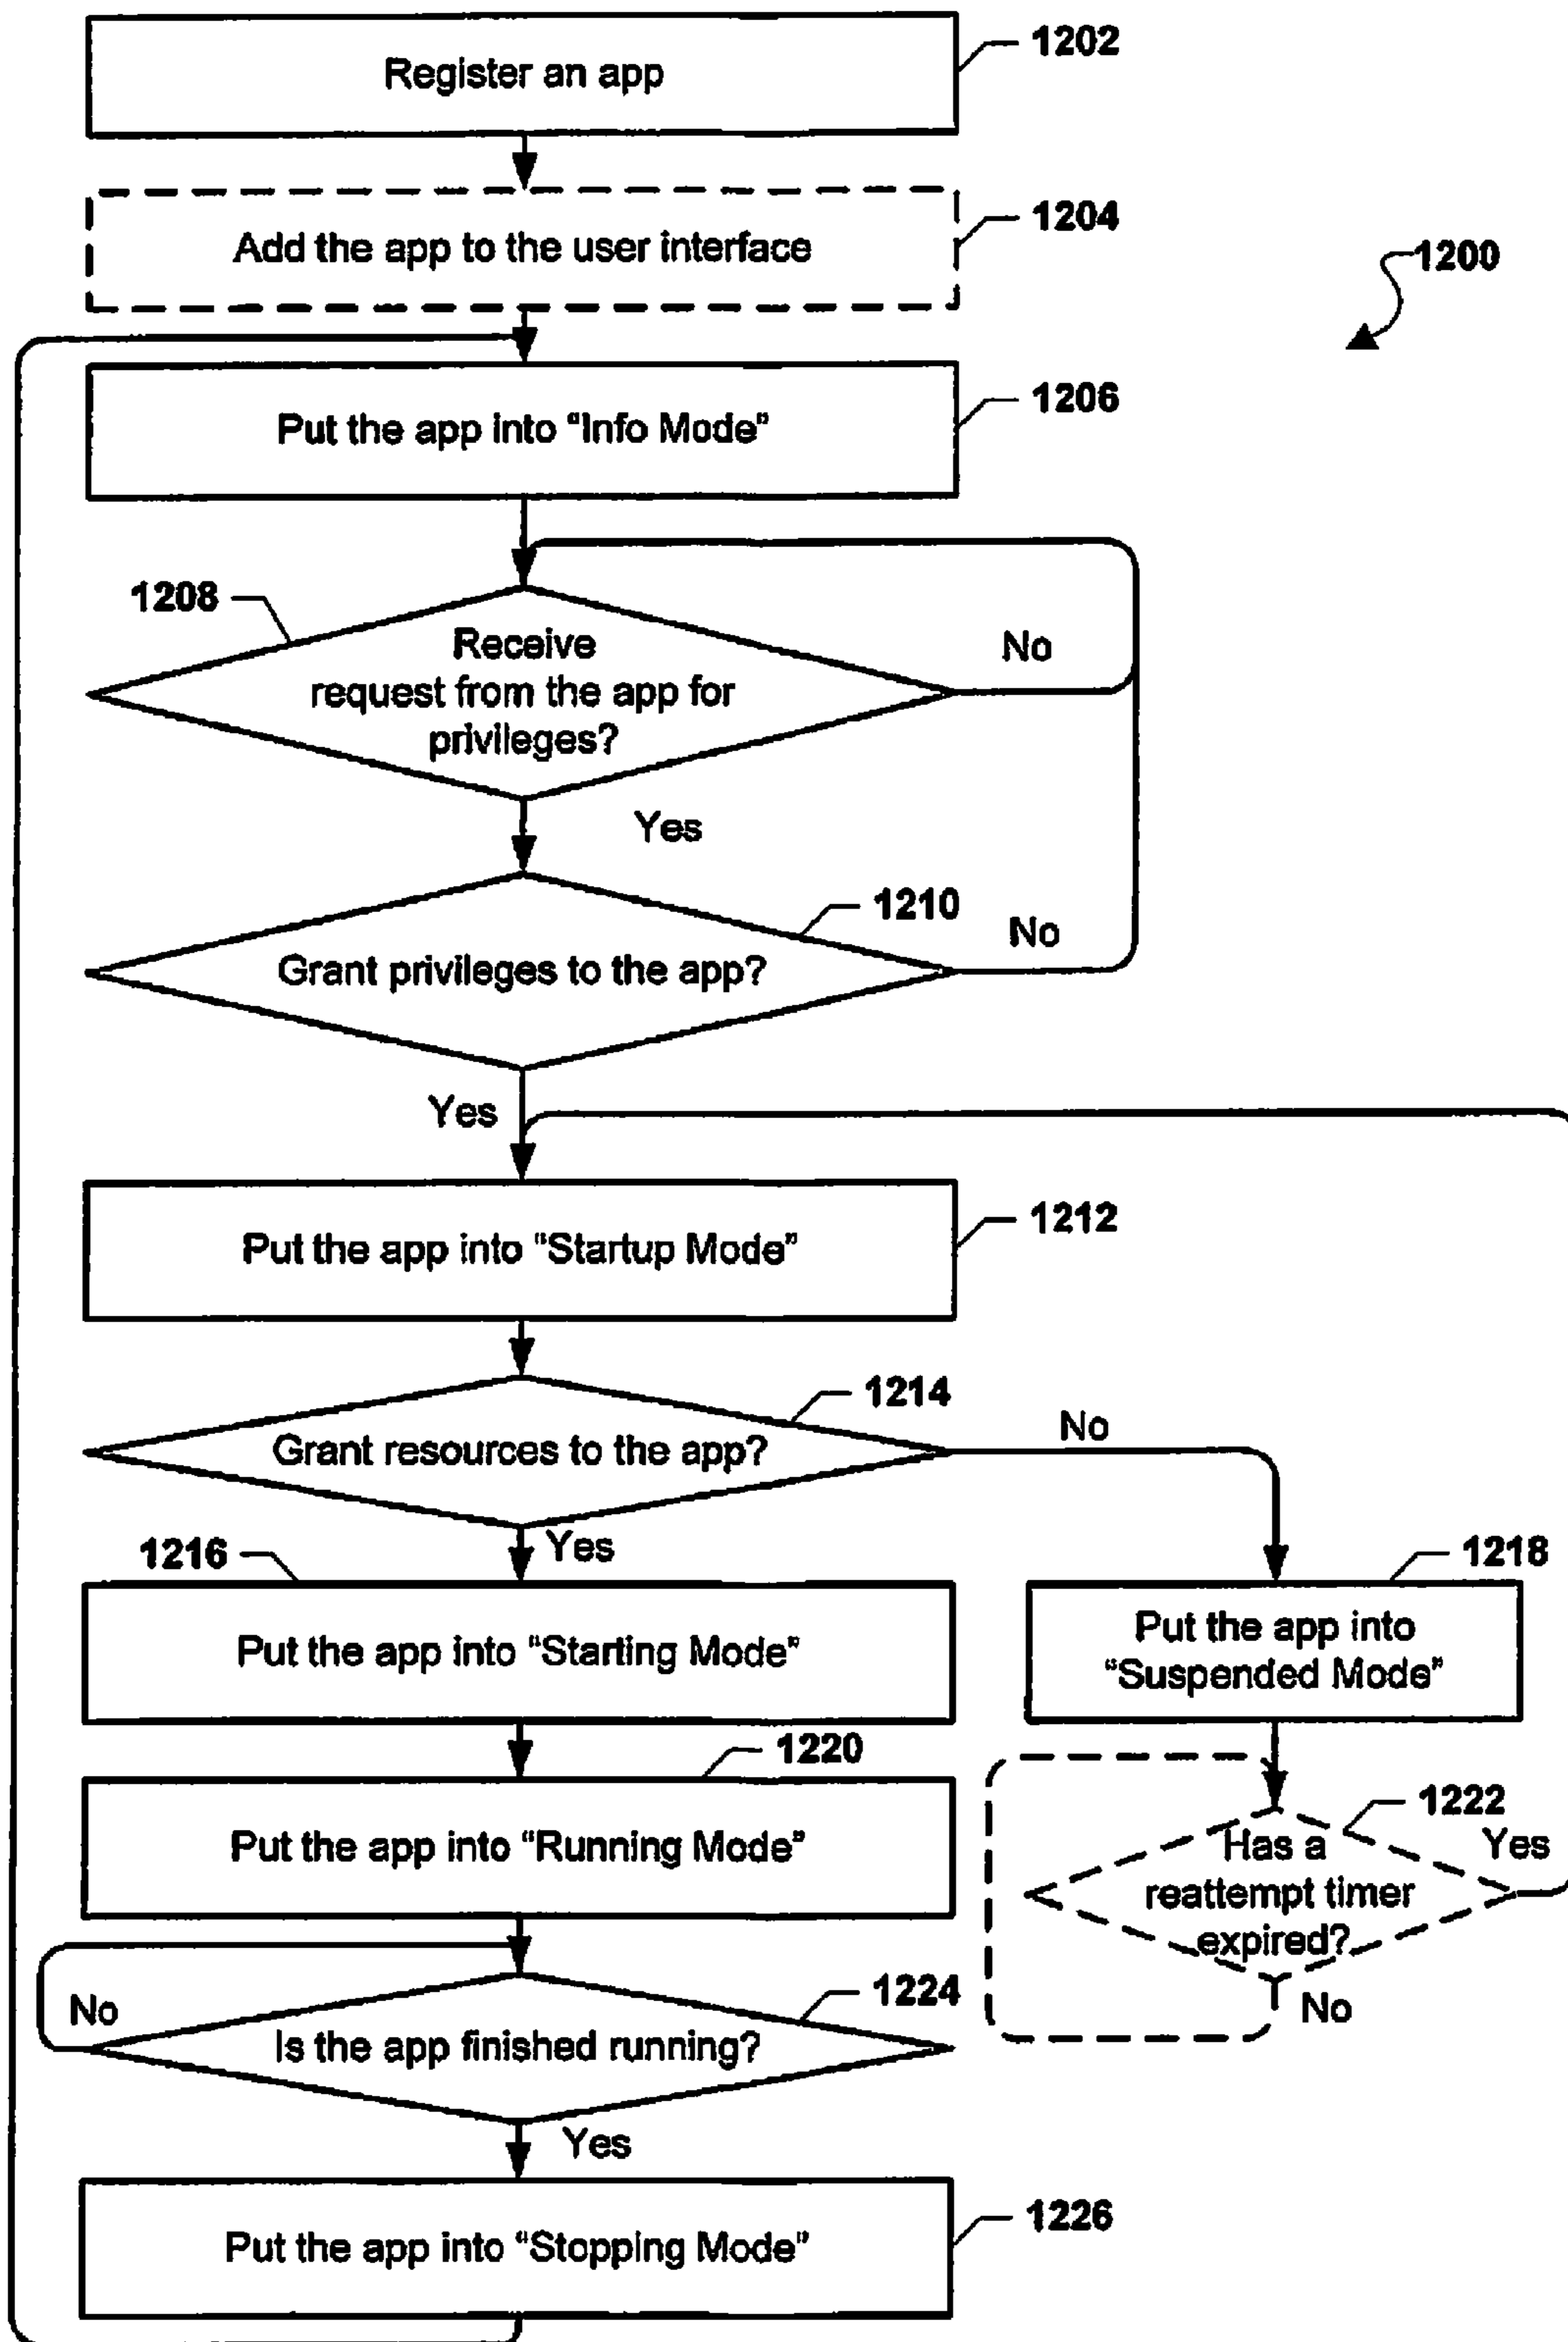 Register an app
1202
Add the app to the user interface
1204
1200
Put the app into “Info Mode”
1206
1208
Receive
request from the app for
privileges?
No
Yes
1210
Grant privileges to the app?
No
Yes
Put the app into “Startup Mode”
1212
1214
Grant resources to the app?
No
Yes
1216
Put the app into “Starting Mode”
1218
Put the app into
“Suspended Mode”
1220
Put the app into “Running Mode”
1222
Has a
reattempt timer
expired?
Yes
No
1224
No
Is the app finished running?
Yes
Put the app into “Stopping Mode”
1226